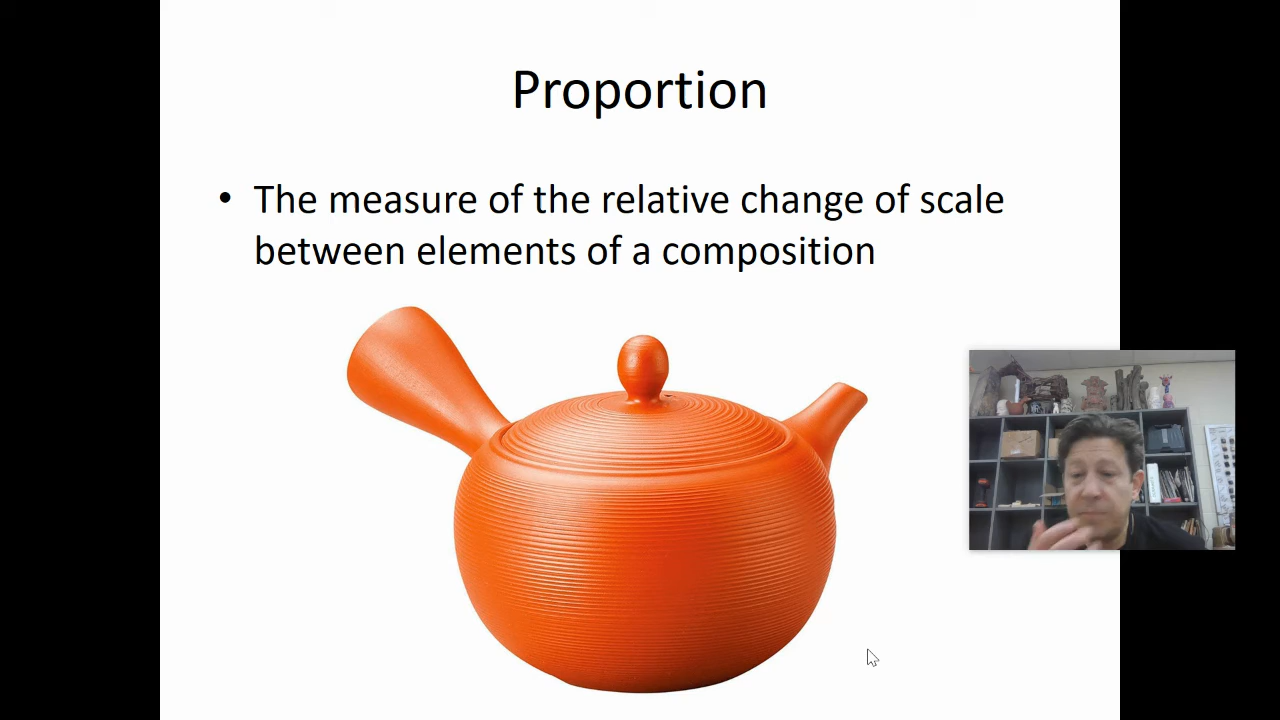 Proportion
• The measure of the relative change of scale
between elements of a composition